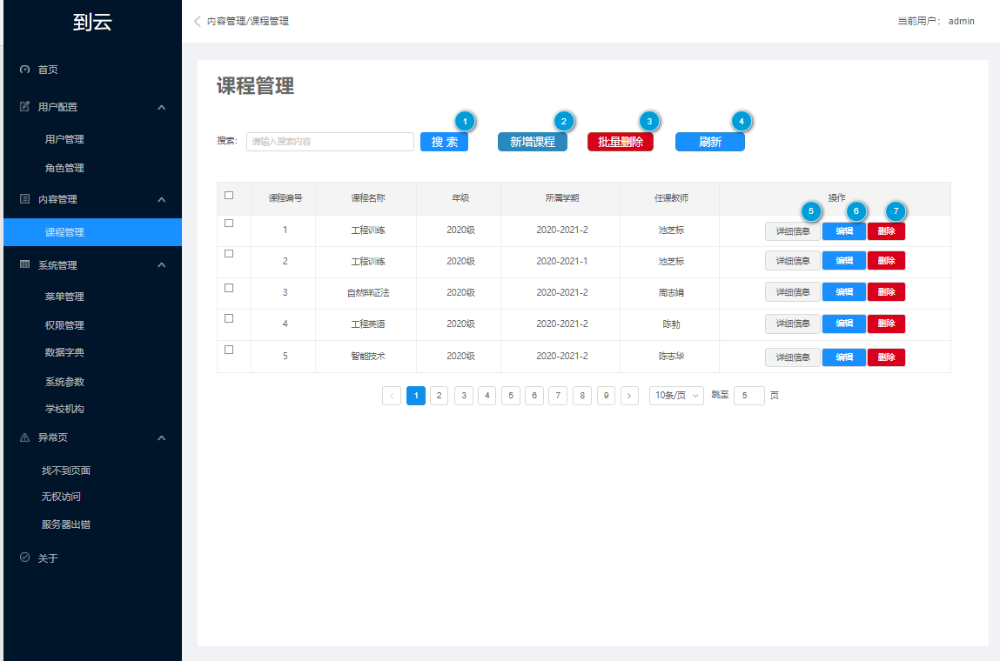 到云
首页
用户配置
用户管理
角色管理
内容管理
课程管理
系统管理
菜单管理
权限管理
数据字典
系统参数
学校机构
异常页
找不到页面
无权访问
服务器出错
关于
内容管理/课程管理
当前用户: admin
课程管理
1 2 3 4
搜索: 请输入搜索内容 搜 索 新增课程 批量删除 刷新
课程编号 课程名称 年级 所属学期 任课教师 操作
5 6 7
1 工程训练 2020级 2020-2021-2 池芝标 详细信息 编辑 删除
2 工程训练 2020级 2020-2021-1 池芝标 详细信息 编辑 删除
3 自然辩证法 2020级 2020-2021-2 周志娟 详细信息 编辑 删除
4 工程英语 2020级 2020-2021-2 陈勃 详细信息 编辑 删除
5 智能技术 2020级 2020-2021-2 陈志华 详细信息 编辑 删除
1 2 3 4 5 6 7 8 9 10条/页 跳至 5 页